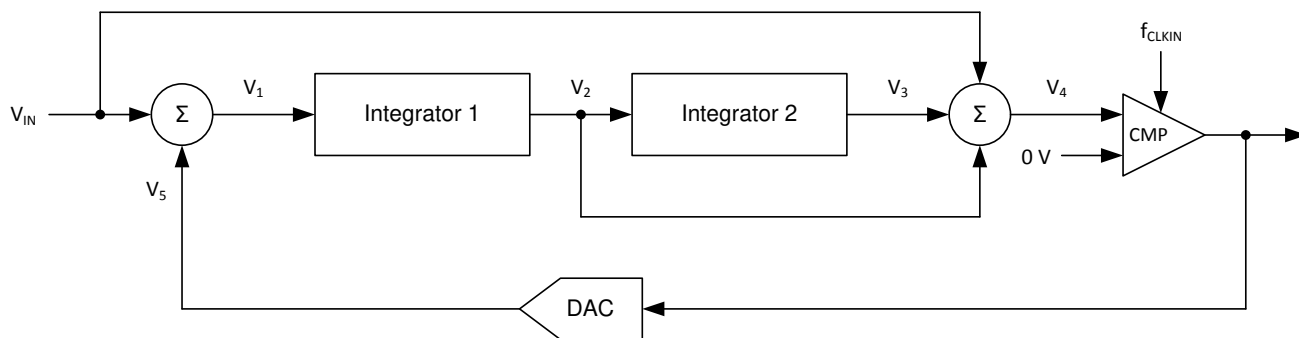 f_CLKIN
V_IN
Σ
V_1
Integrator 1
V_2
Integrator 2
V_3
Σ
V_4
CMP
0 V
V_5
DAC